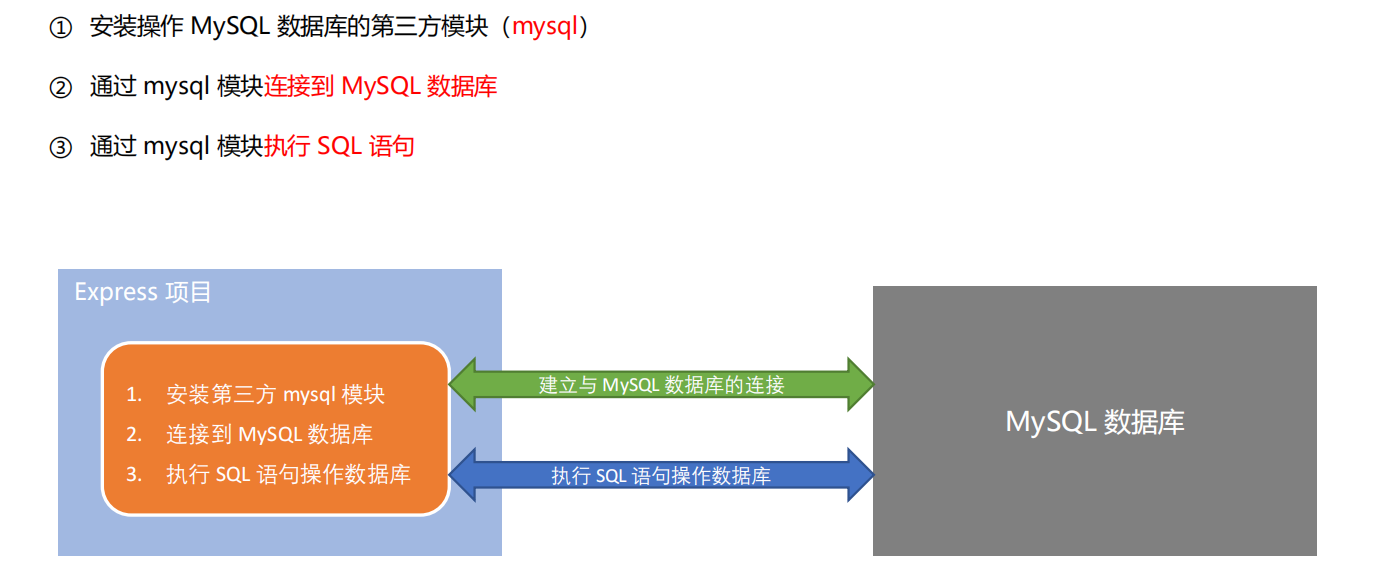 ① 安装操作 MySQL 数据库的第三方模块（mysql）
② 通过 mysql 模块连接到 MySQL 数据库
③ 通过 mysql 模块执行 SQL 语句
Express 项目
1. 安装第三方 mysql 模块
2. 连接到 MySQL 数据库
3. 执行 SQL 语句操作数据库
建立与 MySQL 数据库的连接
执行 SQL 语句操作数据库
MySQL 数据库